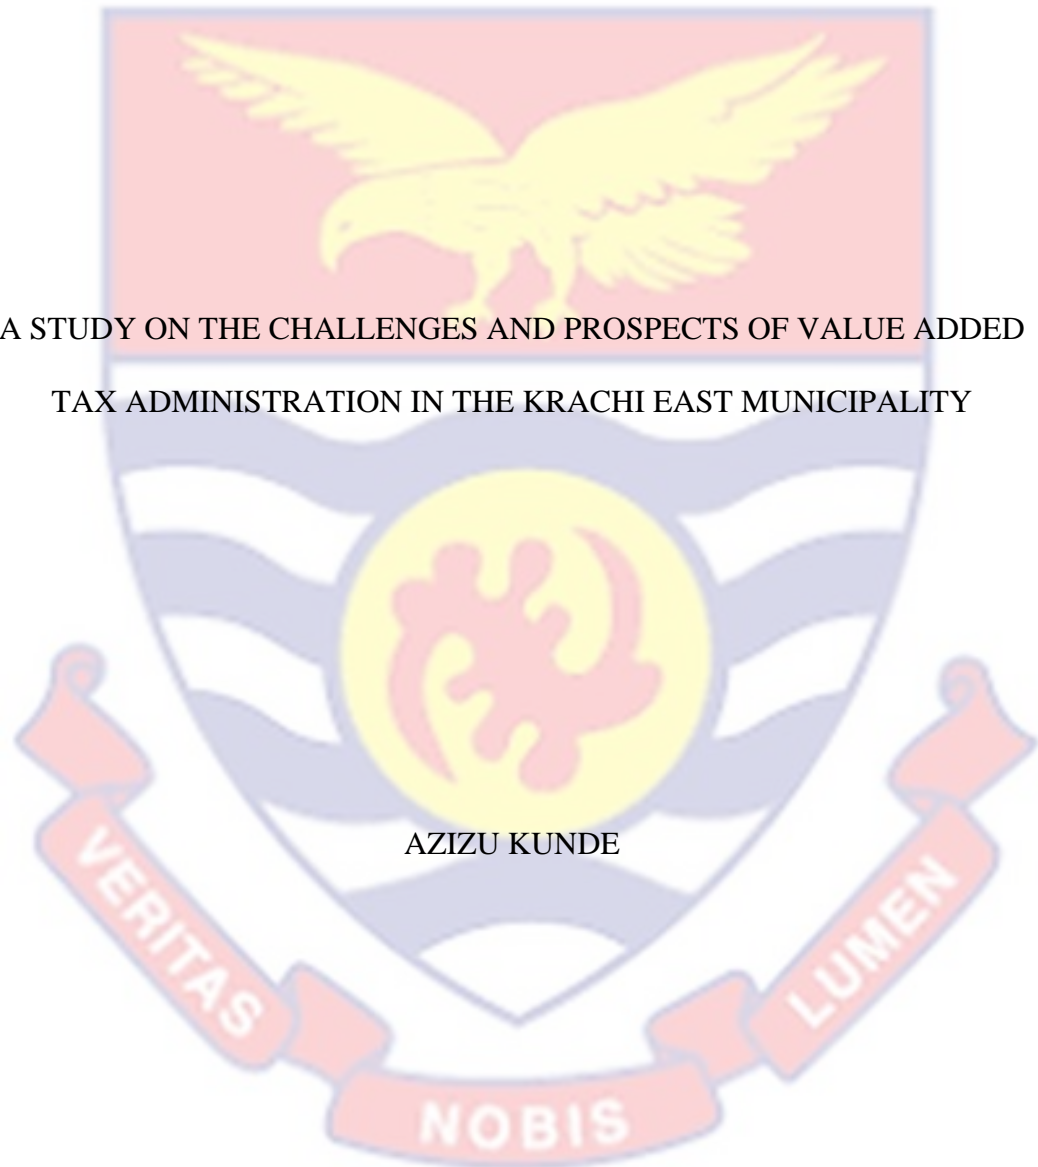 A STUDY ON THE CHALLENGES AND PROSPECTS OF VALUE ADDED
TAX ADMINISTRATION IN THE KRACHI EAST MUNICIPALITY
AZIZU KUNDE
VERITAS
NOBIS
LUMEN